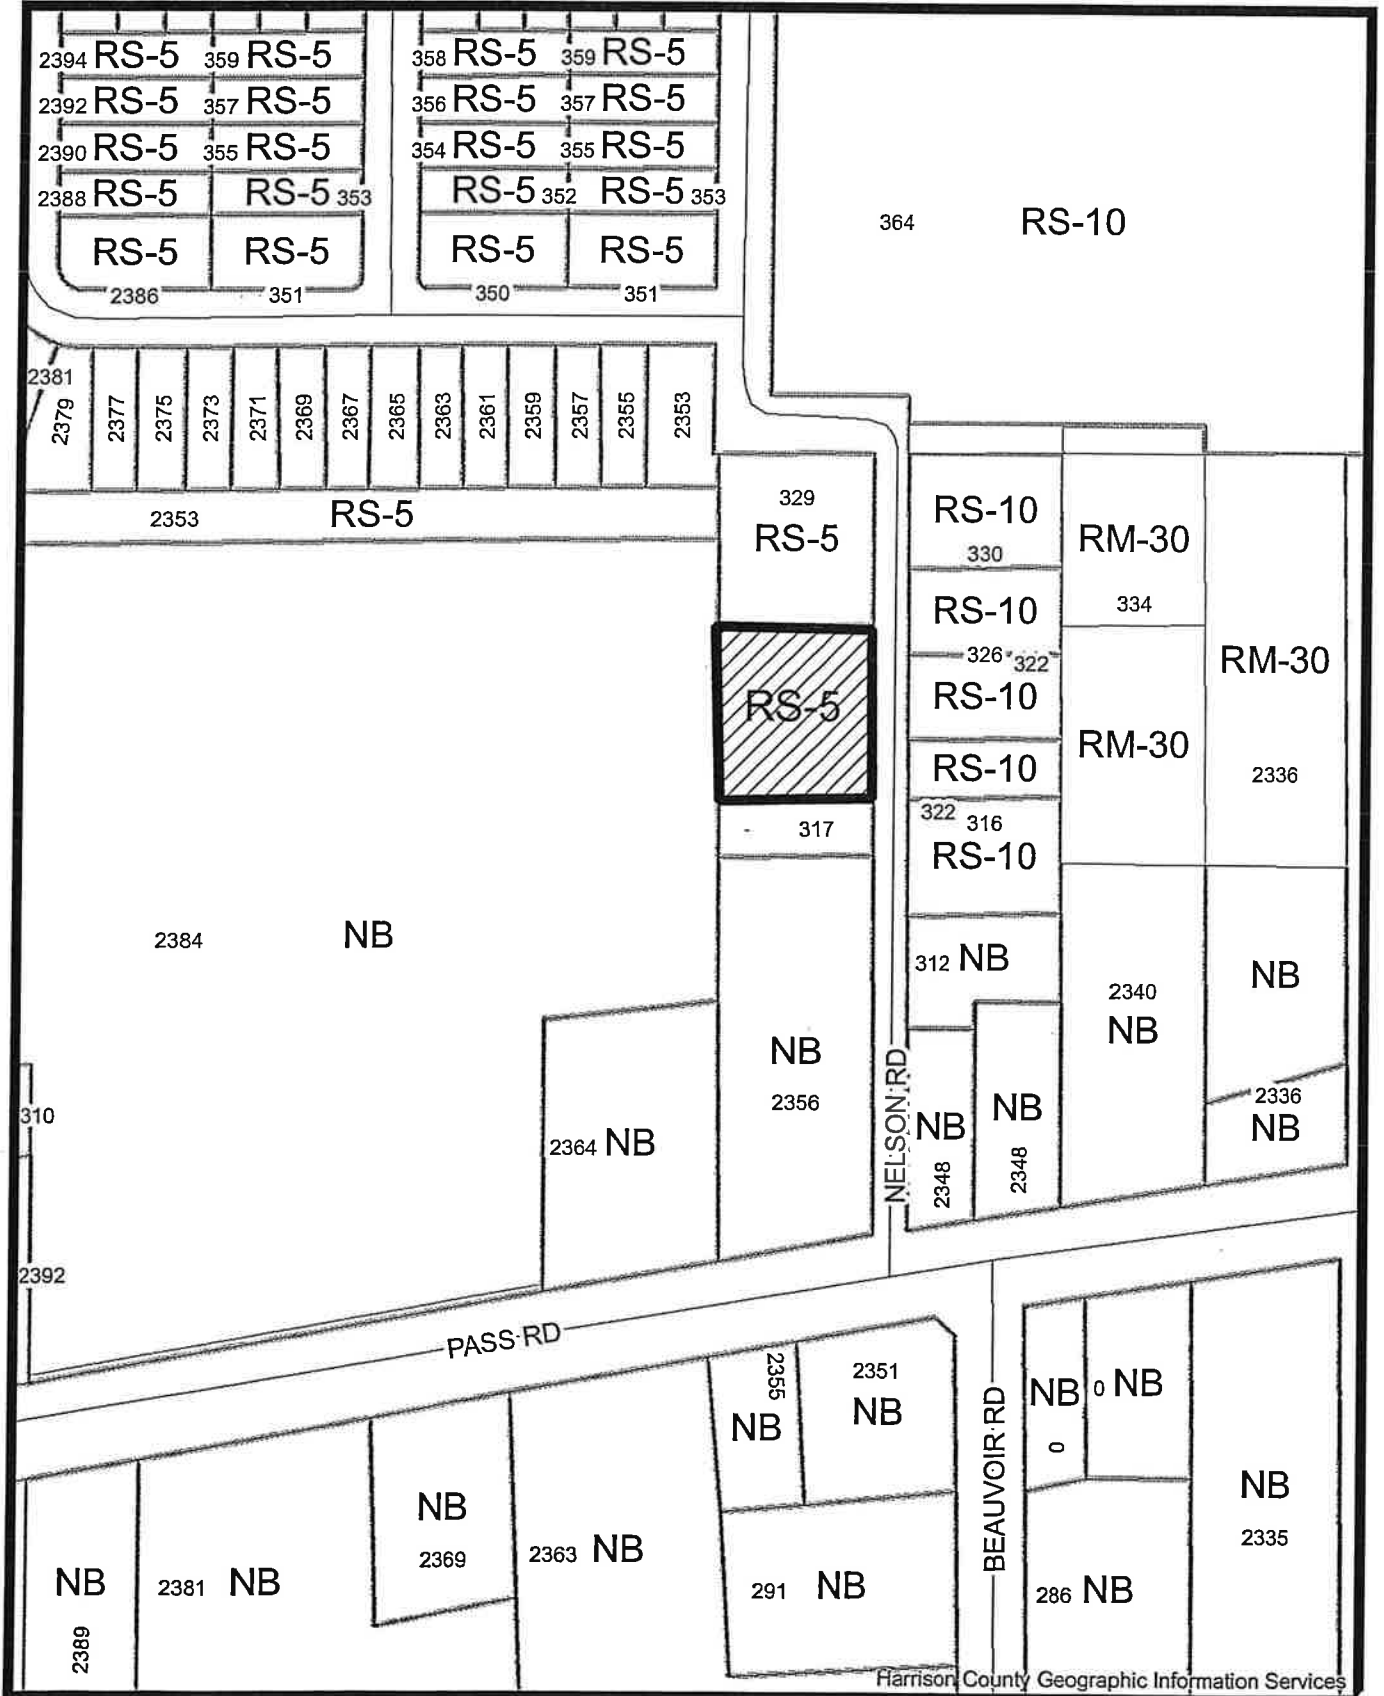 2394 RS-5 359 RS-5 358 RS-5 359 RS-5
2392 RS-5 357 RS-5 356 RS-5 357 RS-5
2390 RS-5 355 RS-5 354 RS-5 355 RS-5
2388 RS-5 RS-5 353 RS-5 352 RS-5 353
RS-5 RS-5 RS-5 RS-5
2386 351 350 351
364 RS-10
2381
2379 2377 2375 2373 2371 2369 2367 2365 2363 2361 2359 2357 2355 2353
2353 RS-5
329
RS-5
RS-10
330
RM-30
334
RS-10
326 322
RS-10
RM-30
2336
RS-5
RM-30
RS-10
322 316
RS-10
317
2384 NB
312 NB
2340
NB
NB
2336
NB
NB
2356
NELSON RD
NB
2348
NB
2348
2364 NB
310
2392
PASS RD
2355
NB
2351
NB
BEAUVOIR RD
NB
0
0 NB
NB
2335
NB
2369
2363 NB
291 NB
286 NB
NB
2389
2381 NB
Harrison County Geographic Information Services